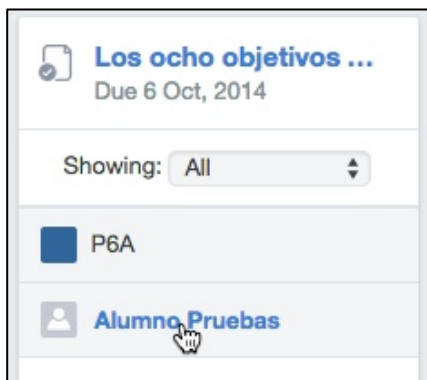 Los ocho objetivos ...
Due 6 Oct, 2014
Showing: All
P6A
Alumno Pruebas